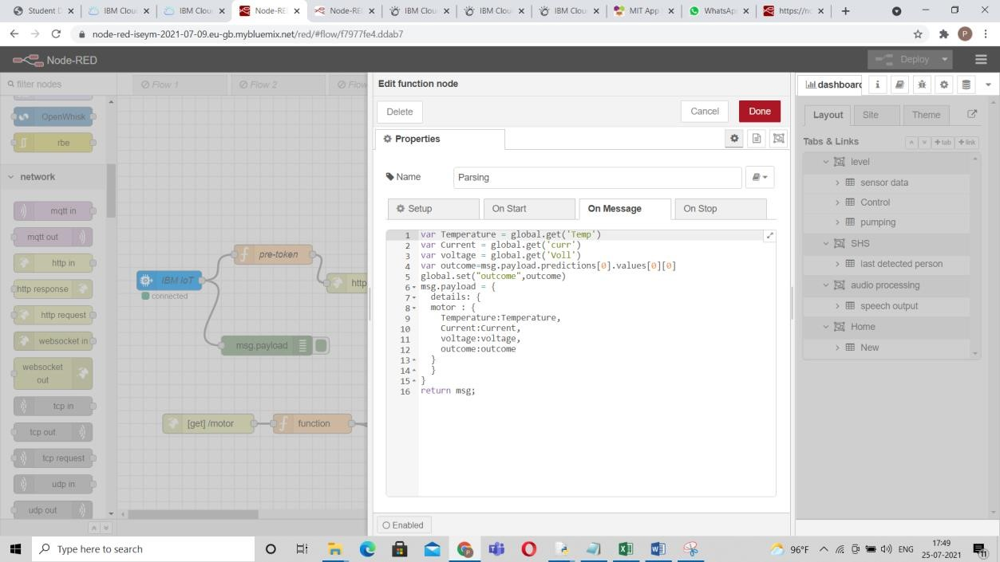 Student D
IBM Clou
IBM Clou
Node-RE
Node-RE
IBM Clou
IBM Clou
IBM Clou
MIT App
WhatsAp
https://no
node-red-iseym-2021-07-09.eu-gb.mybluemix.net/red/#flow/f7977fe4.ddab7
P
Node-RED
Deploy
filter nodes
Flow 1
Flow 2
Flow
OpenWhisk
rbe
network
mqtt in
mqtt out
http in
http response
http request
websocket in
websocket
out
tcp in
tcp out
tcp request
udp in
udp out
pre-token
IBM IoT
connected
http
msg.payload
[get] /motor
function
Edit function node
Delete
Cancel
Done
Properties
Name
Parsing
Setup
On Start
On Message
On Stop
1 var Temperature = global.get('Temp')
2 var Current = global.get('curr')
3 var voltage = global.get('Voll')
4 var outcome=msg.payload.predictions[0].values[0][0]
5 global.set("outcome",outcome)
6 msg.payload = {
7 details: {
8 motor : {
9 Temperature:Temperature,
10 Current:Current,
11 voltage:voltage,
12 outcome:outcome
13 }
14 }
15 }
16 return msg;
Enabled
dashboard
i
Layout
Site
Theme
Tabs & Links
+tab
+link
level
sensor data
Control
pumping
SHS
last detected person
audio processing
speech output
Home
New
Type here to search
96°F
ENG
17:49
25-07-2021
11